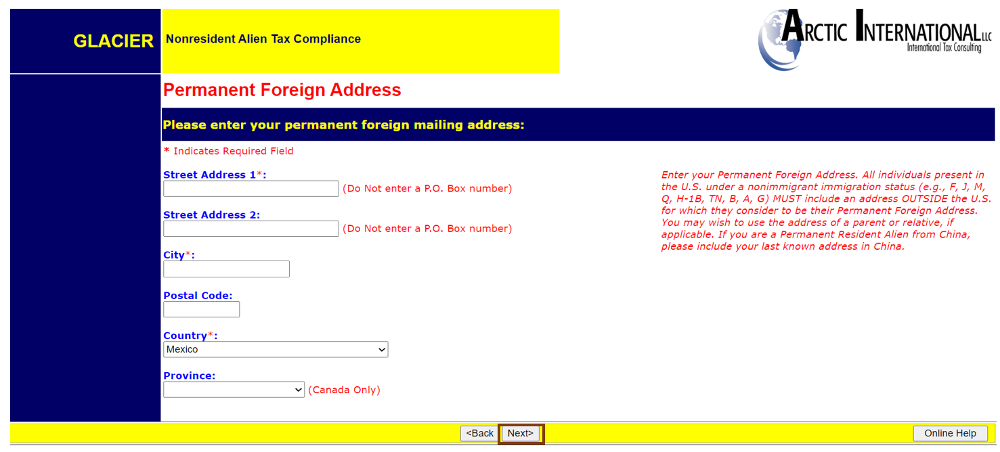 GLACIER
Nonresident Alien Tax Compliance
ARCTIC INTERNATIONAL LLC
International Tax Consulting
Permanent Foreign Address
Please enter your permanent foreign mailing address:
* Indicates Required Field
Street Address 1*:
(Do Not enter a P.O. Box number)
Street Address 2:
(Do Not enter a P.O. Box number)
City*:
Postal Code:
Country*:
Mexico
Province:
(Canada Only)
Enter your Permanent Foreign Address. All individuals present in
the U.S. under a nonimmigrant immigration status (e.g., F, J, M,
Q, H-1B, TN, B, A, G) MUST include an address OUTSIDE the U.S.
for which they consider to be their Permanent Foreign Address.
You may wish to use the address of a parent or relative, if
applicable. If you are a Permanent Resident Alien from China,
please include your last known address in China.
<Back
Next>
Online Help